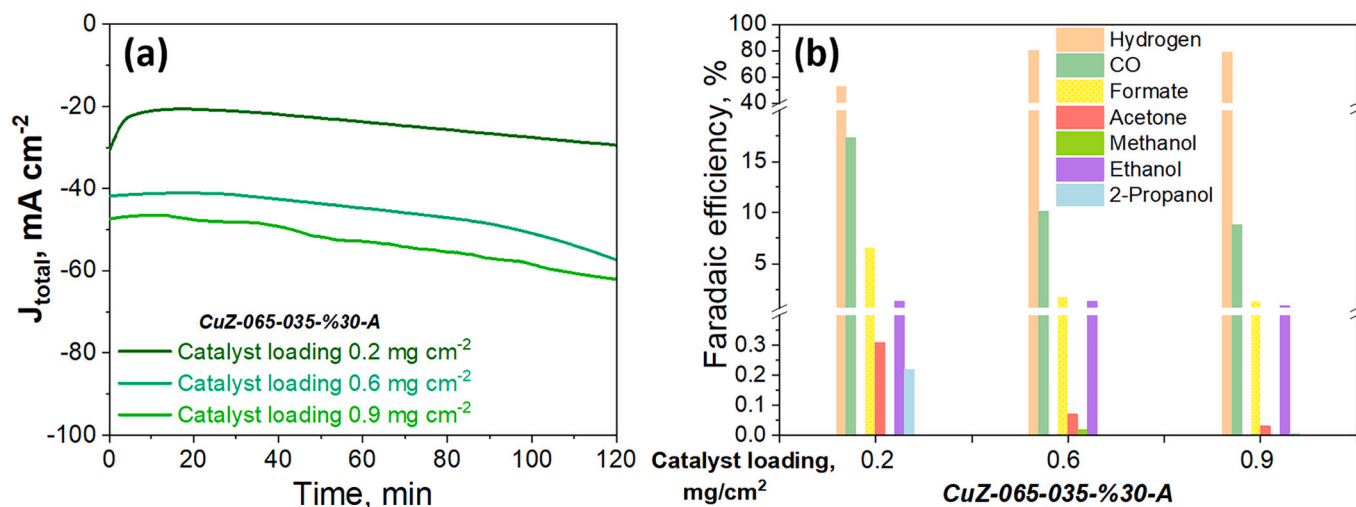 (a)
0
-20
-40
-60
-80
-100
J_total, mA cm⁻²
CuZ-065-035-%30-A
Catalyst loading 0.2 mg cm⁻²
Catalyst loading 0.6 mg cm⁻²
Catalyst loading 0.9 mg cm⁻²
0 20 40 60 80 100 120
Time, min
(b)
100
80
60
40
15
10
5
0.3
0.2
0.1
0.0
Faradaic efficiency, %
Hydrogen
CO
Formate
Acetone
Methanol
Ethanol
2-Propanol
0.2 0.6 0.9
Catalyst loading,
mg/cm²
CuZ-065-035-%30-A